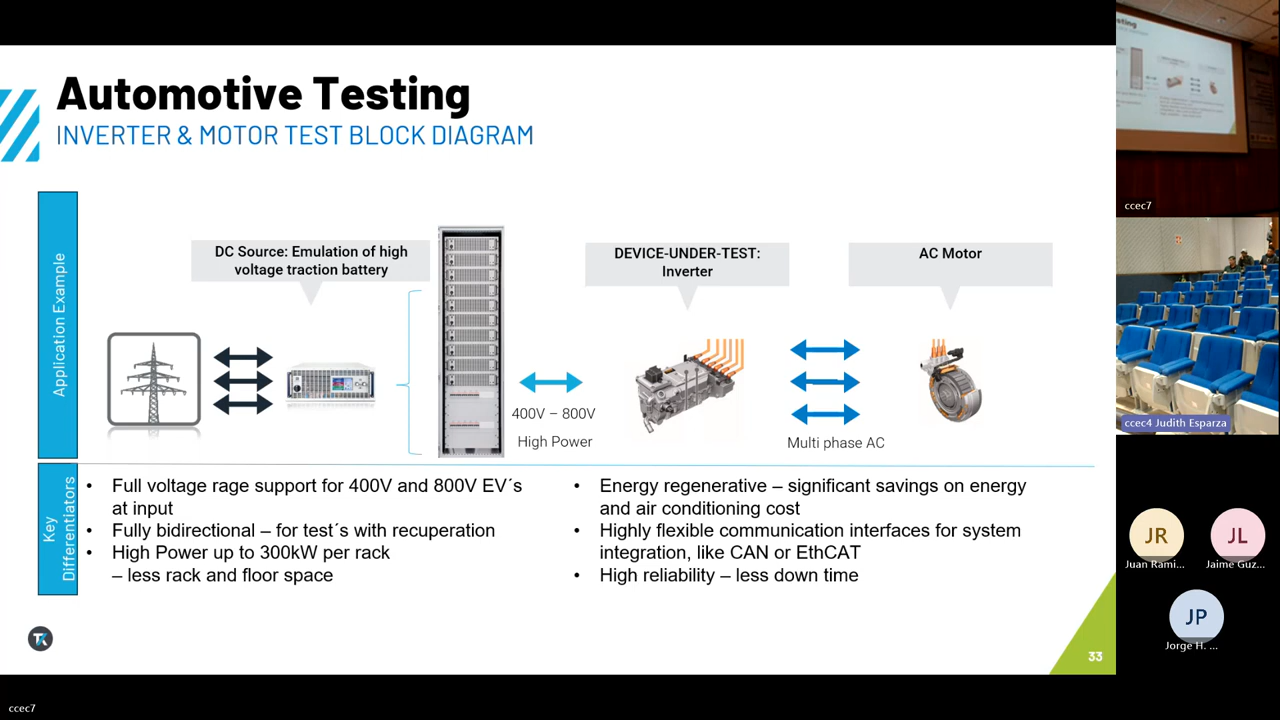 Automotive Testing
INVERTER & MOTOR TEST BLOCK DIAGRAM
Application Example
DC Source: Emulation of high
voltage traction battery
DEVICE-UNDER-TEST:
Inverter
AC Motor
400V – 800V
High Power
Multi phase AC
Key
Differentiators
• Full voltage rage support for 400V and 800V EV´s
at input
• Fully bidirectional – for test´s with recuperation
• High Power up to 300kW per rack
– less rack and floor space
• Energy regenerative – significant savings on energy
and air conditioning cost
• Highly flexible communication interfaces for system
integration, like CAN or EthCAT
• High reliability – less down time
TK
33
ccec7
ccec7
ccec4 Judith Esparza
JR
Juan Rami...
JL
Jaime Guz...
JP
Jorge H. ...